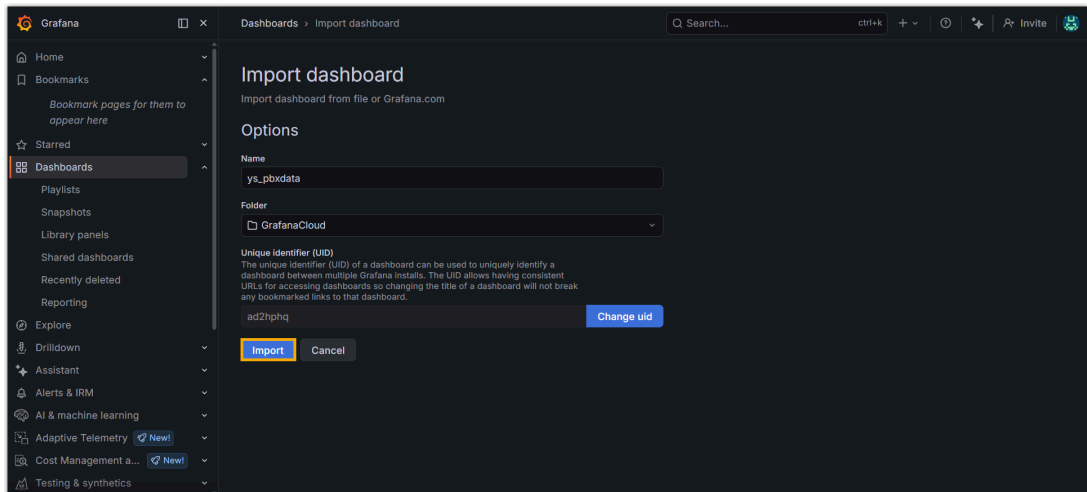 Grafana
Dashboards › Import dashboard
Search...
ctrl+k
Invite
Home
Bookmarks
Bookmark pages for them to
appear here
Starred
Dashboards
Playlists
Snapshots
Library panels
Shared dashboards
Recently deleted
Reporting
Explore
Drilldown
Assistant
Alerts & IRM
AI & machine learning
Adaptive Telemetry New!
Cost Management a... New!
Testing & synthetics
Import dashboard
Import dashboard from file or Grafana.com
Options
Name
ys_pbxdata
Folder
GrafanaCloud
Unique identifier (UID)
The unique identifier (UID) of a dashboard can be used to uniquely identify a
dashboard between multiple Grafana installs. The UID allows having consistent
URLs for accessing dashboards so changing the title of a dashboard will not break
any bookmarked links to that dashboard.
ad2hphq
Change uid
Import
Cancel